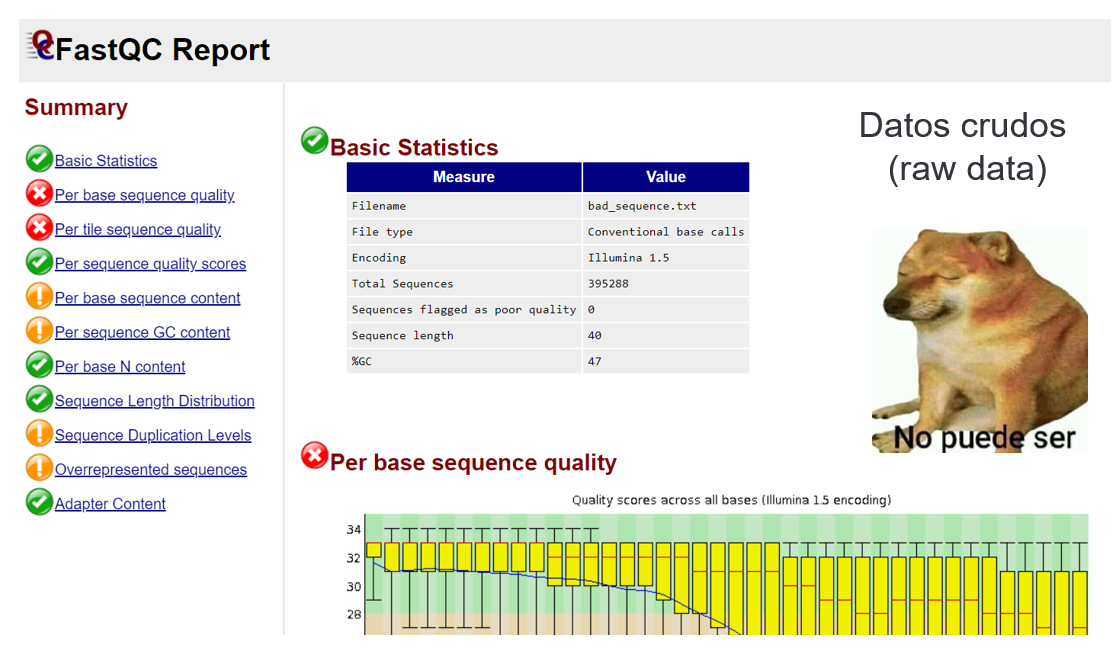 FastQC Report
Summary
Basic Statistics
Per base sequence quality
Per tile sequence quality
Per sequence quality scores
Per base sequence content
Per sequence GC content
Per base N content
Sequence Length Distribution
Sequence Duplication Levels
Overrepresented sequences
Adapter Content
Basic Statistics
Measure Value
Filename bad_sequence.txt
File type Conventional base calls
Encoding Illumina 1.5
Total Sequences 395288
Sequences flagged as poor quality 0
Sequence length 40
%GC 47
Datos crudos
(raw data)
No puede ser
Per base sequence quality
Quality scores across all bases (Illumina 1.5 encoding)
34
32
30
28